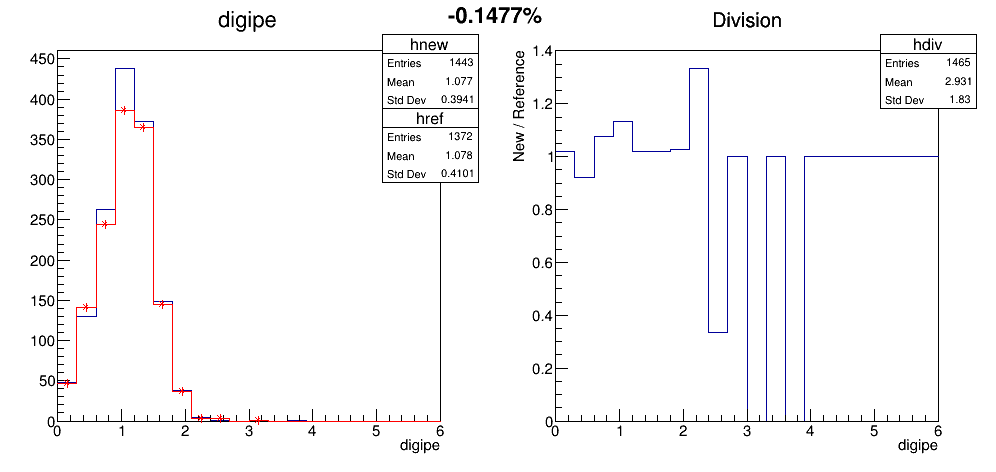 -0.1477%
digipe
hnew
Entries 1443
Mean 1.077
Std Dev 0.3941
href
Entries 1372
Mean 1.078
Std Dev 0.4101
450
400
350
300
250
200
150
100
50
0
0 1 2 3 4 5 6
digipe
Division
hdiv
Entries 1465
Mean 2.931
Std Dev 1.83
New / Reference
1.4
1.2
1
0.8
0.6
0.4
0.2
0
0 1 2 3 4 5 6
digipe